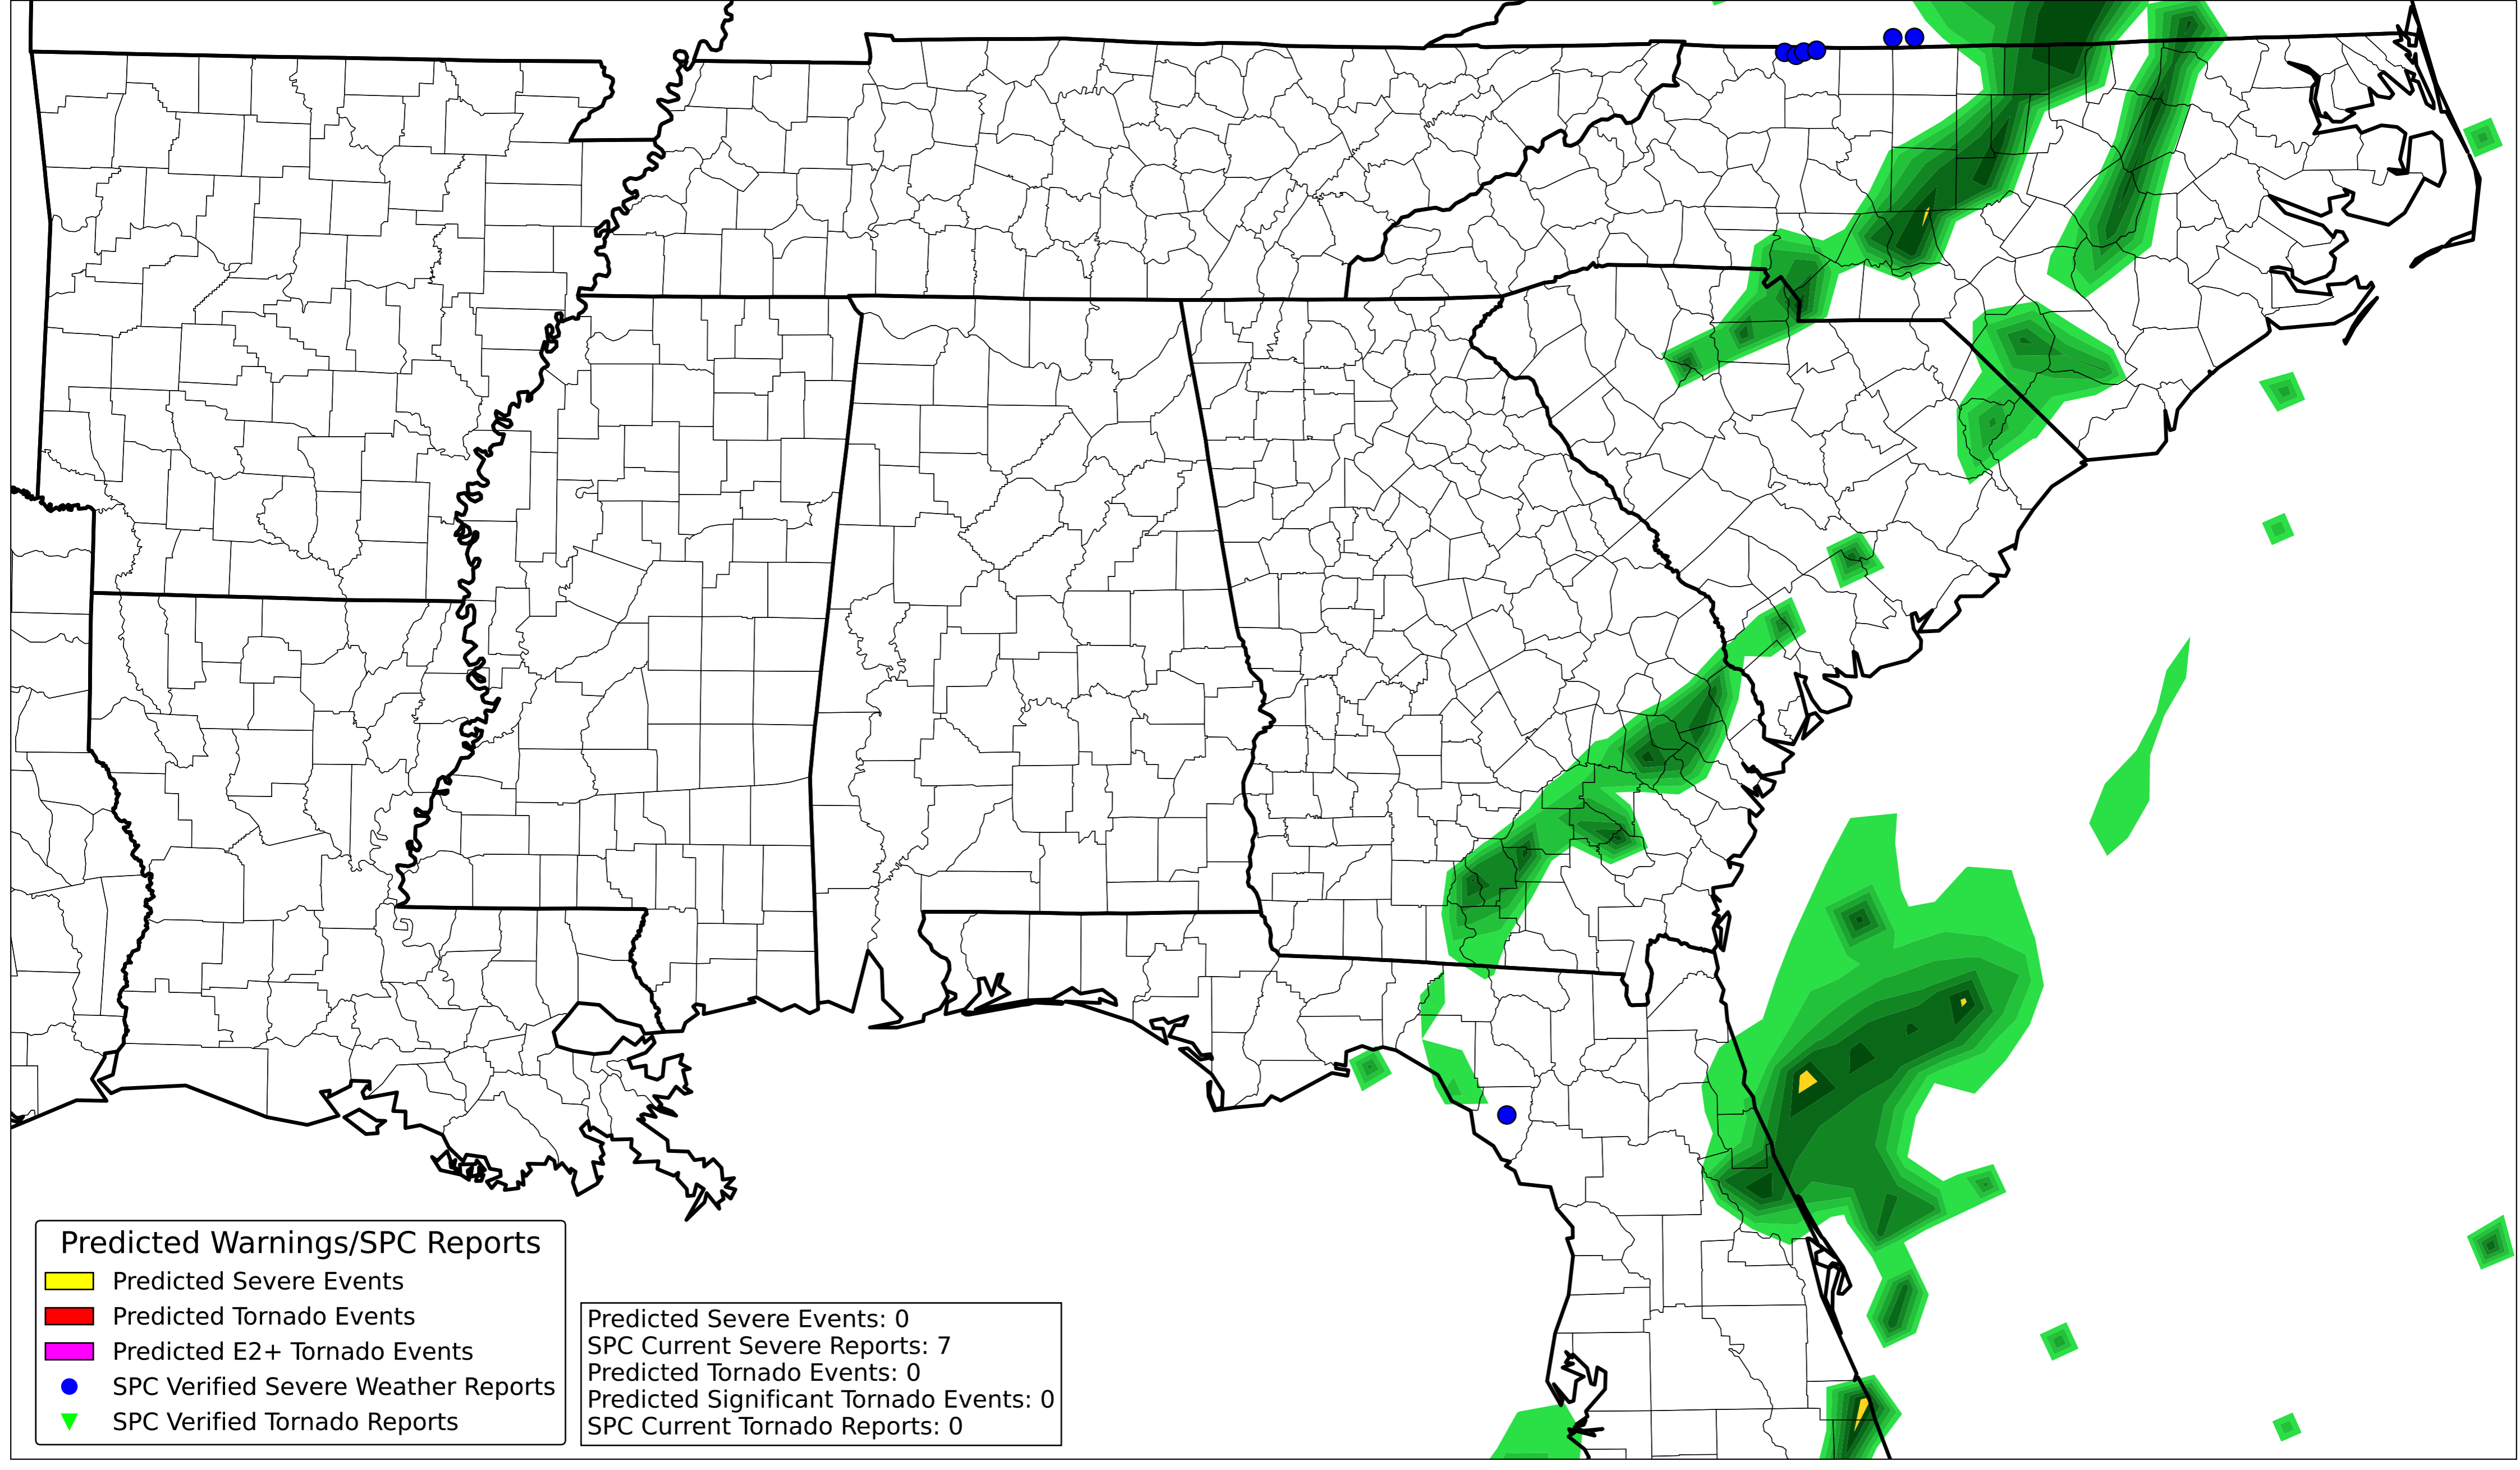 Predicted Warnings/SPC Reports
Predicted Severe Events
Predicted Tornado Events
Predicted E2+ Tornado Events
SPC Verified Severe Weather Reports
SPC Verified Tornado Reports
Predicted Severe Events: 0
SPC Current Severe Reports: 7
Predicted Tornado Events: 0
Predicted Significant Tornado Events: 0
SPC Current Tornado Reports: 0